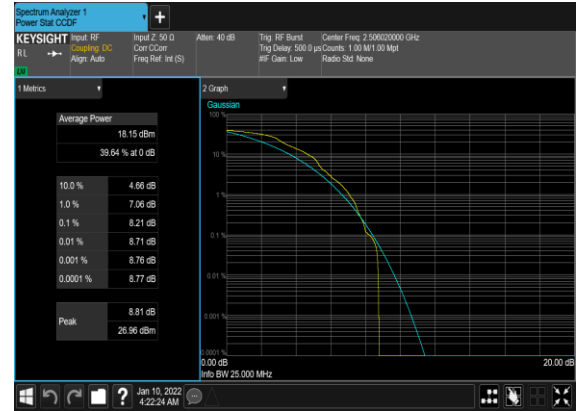 Spectrum Analyzer 1
Power Stat CCDF
+
KEYSIGHT
RL
LV
Input: RF
Coupling: DC
Align: Auto
Input Z: 50 Ω
Corr CCorr
Freq Ref: Int (S)
Atten: 40 dB
Trig: RF Burst
Trig Delay: 500.0 µs
#IF Gain: Low
Center Freq: 2.506020000 GHz
Counts: 1.00 M/1.00 Mpt
Radio Std: None
1 Metrics
Average Power
18.15 dBm
39.64 % at 0 dB
10.0 % 4.66 dB
1.0 % 7.06 dB
0.1 % 8.21 dB
0.01 % 8.71 dB
0.001 % 8.76 dB
0.0001 % 8.77 dB
Peak
8.81 dB
26.96 dBm
2 Graph
Gaussian
100 %
10 %
1 %
0.1 %
0.01 %
0.001 %
0.0001 %
0.00 dB
20.00 dB
Info BW 25.000 MHz
?
Jan 10, 2022
4:22:24 AM